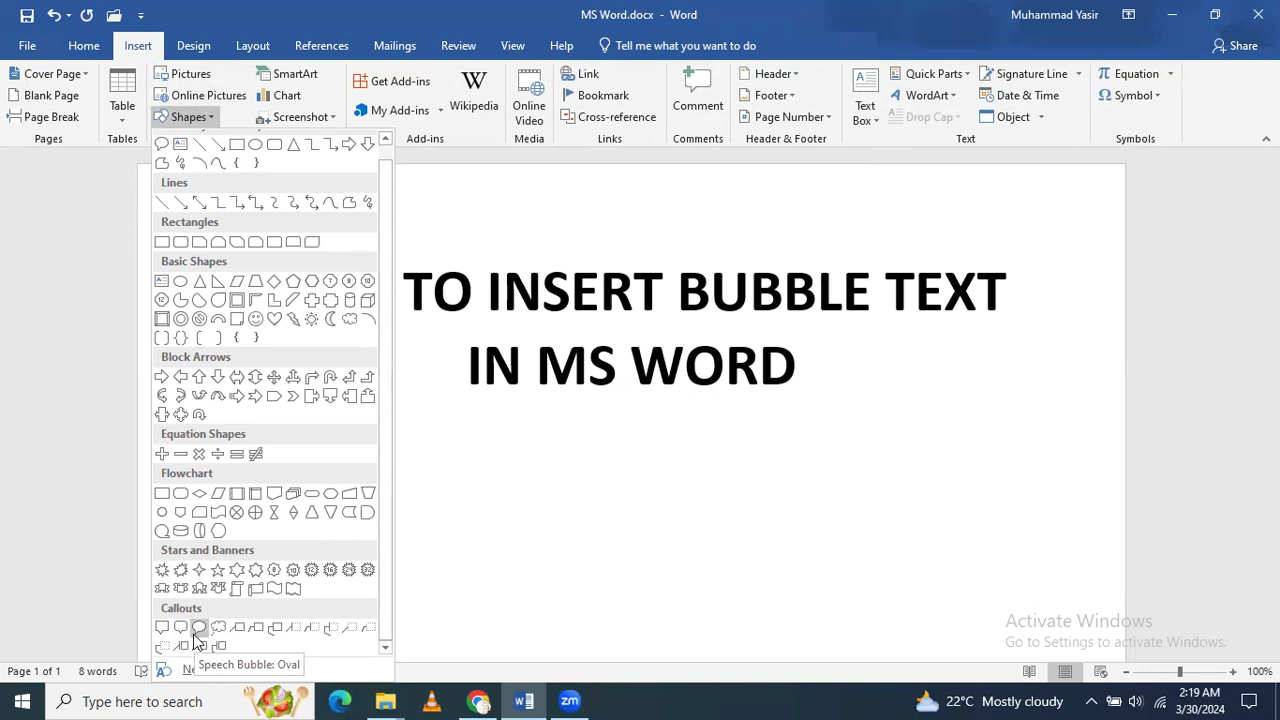 MS Word.docx - Word
Muhammad Yasir
File Home Insert Design Layout References Mailings Review View Help Tell me what you want to do Share
Cover Page
Blank Page
Page Break
Pages
Table
Tables
Pictures
Online Pictures
Shapes
SmartArt
Chart
Screenshot
Get Add-ins
My Add-ins
Wikipedia
Add-ins
Online Video
Media
Link
Bookmark
Cross-reference
Links
Comment
Comments
Header
Footer
Page Number
Header & Footer
Text Box
Quick Parts
WordArt
Drop Cap
Signature Line
Date & Time
Object
Text
Equation
Symbol
Symbols
Lines
Rectangles
Basic Shapes
Block Arrows
Equation Shapes
Flowchart
Stars and Banners
Callouts
Speech Bubble: Oval
TO INSERT BUBBLE TEXT
IN MS WORD
Activate Windows
Go to Settings to activate Windows.
Page 1 of 1 8 words
100%
Type here to search
22°C Mostly cloudy
2:19 AM
3/30/2024